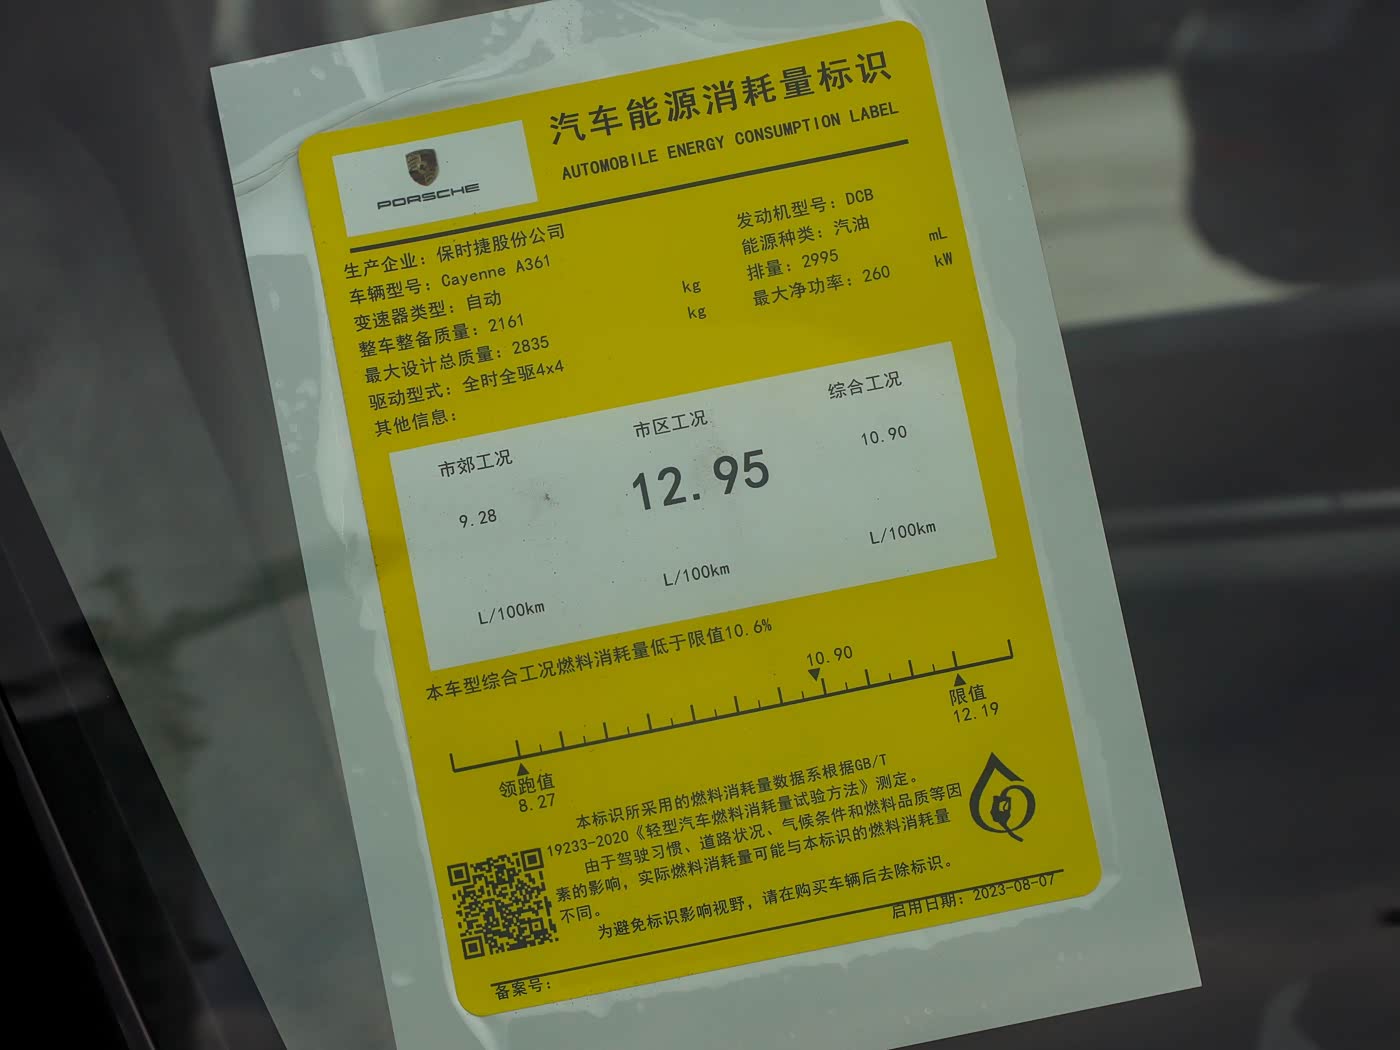 汽车能源消耗量标识
AUTOMOBILE ENERGY CONSUMPTION LABEL
PORSCHE
生产企业：保时捷股份公司
车辆型号：Cayenne A361
变速器类型：自动
整车整备质量：2161 kg
最大设计总质量：2835 kg
驱动型式：全时全驱4x4
其他信息：
发动机型号：DCB
能源种类：汽油
排量：2995 mL
最大净功率：260 kW
市郊工况 市区工况 综合工况
9.28 12.95 10.90
L/100km L/100km L/100km
本车型综合工况燃料消耗量低于限值10.6%
10.90
领跑值
8.27
限值
12.19
本标识所采用的燃料消耗量数据系根据GB/T
19233-2020《轻型汽车燃料消耗量试验方法》测定。
由于驾驶习惯、道路状况、气候条件和燃料品质等因
素的影响，实际燃料消耗量可能与本标识的燃料消耗量
不同。
为避免标识影响视野，请在购买车辆后去除标识。
启用日期：2023-08-07
备案号：